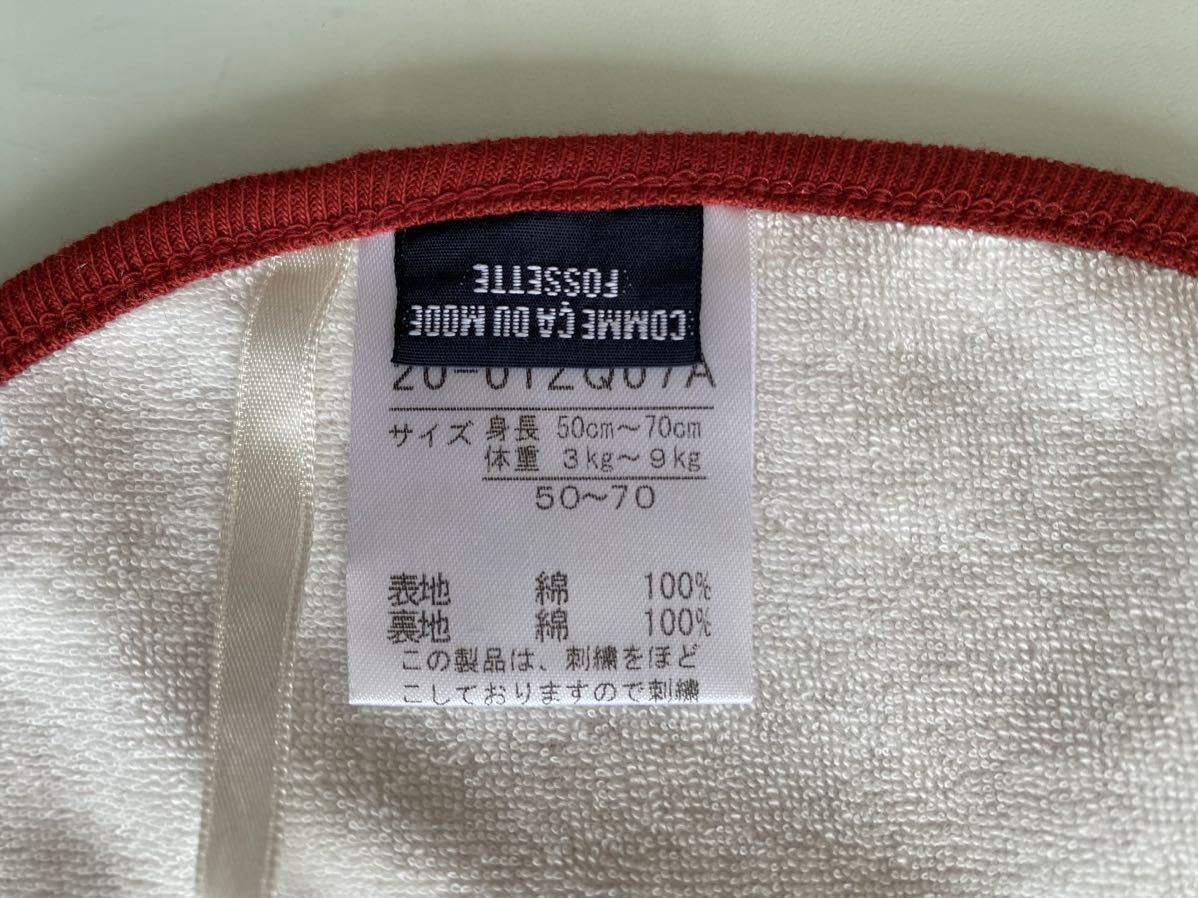 COMME ÇA DU MODE
FOSSETTE
20-012Q07A
サイズ 身長 50cm～70cm
体重 3kg～9kg
50～70
表地 綿 100%
裏地 綿 100%
この製品は、刺繍をほど
こしておりますので刺繍